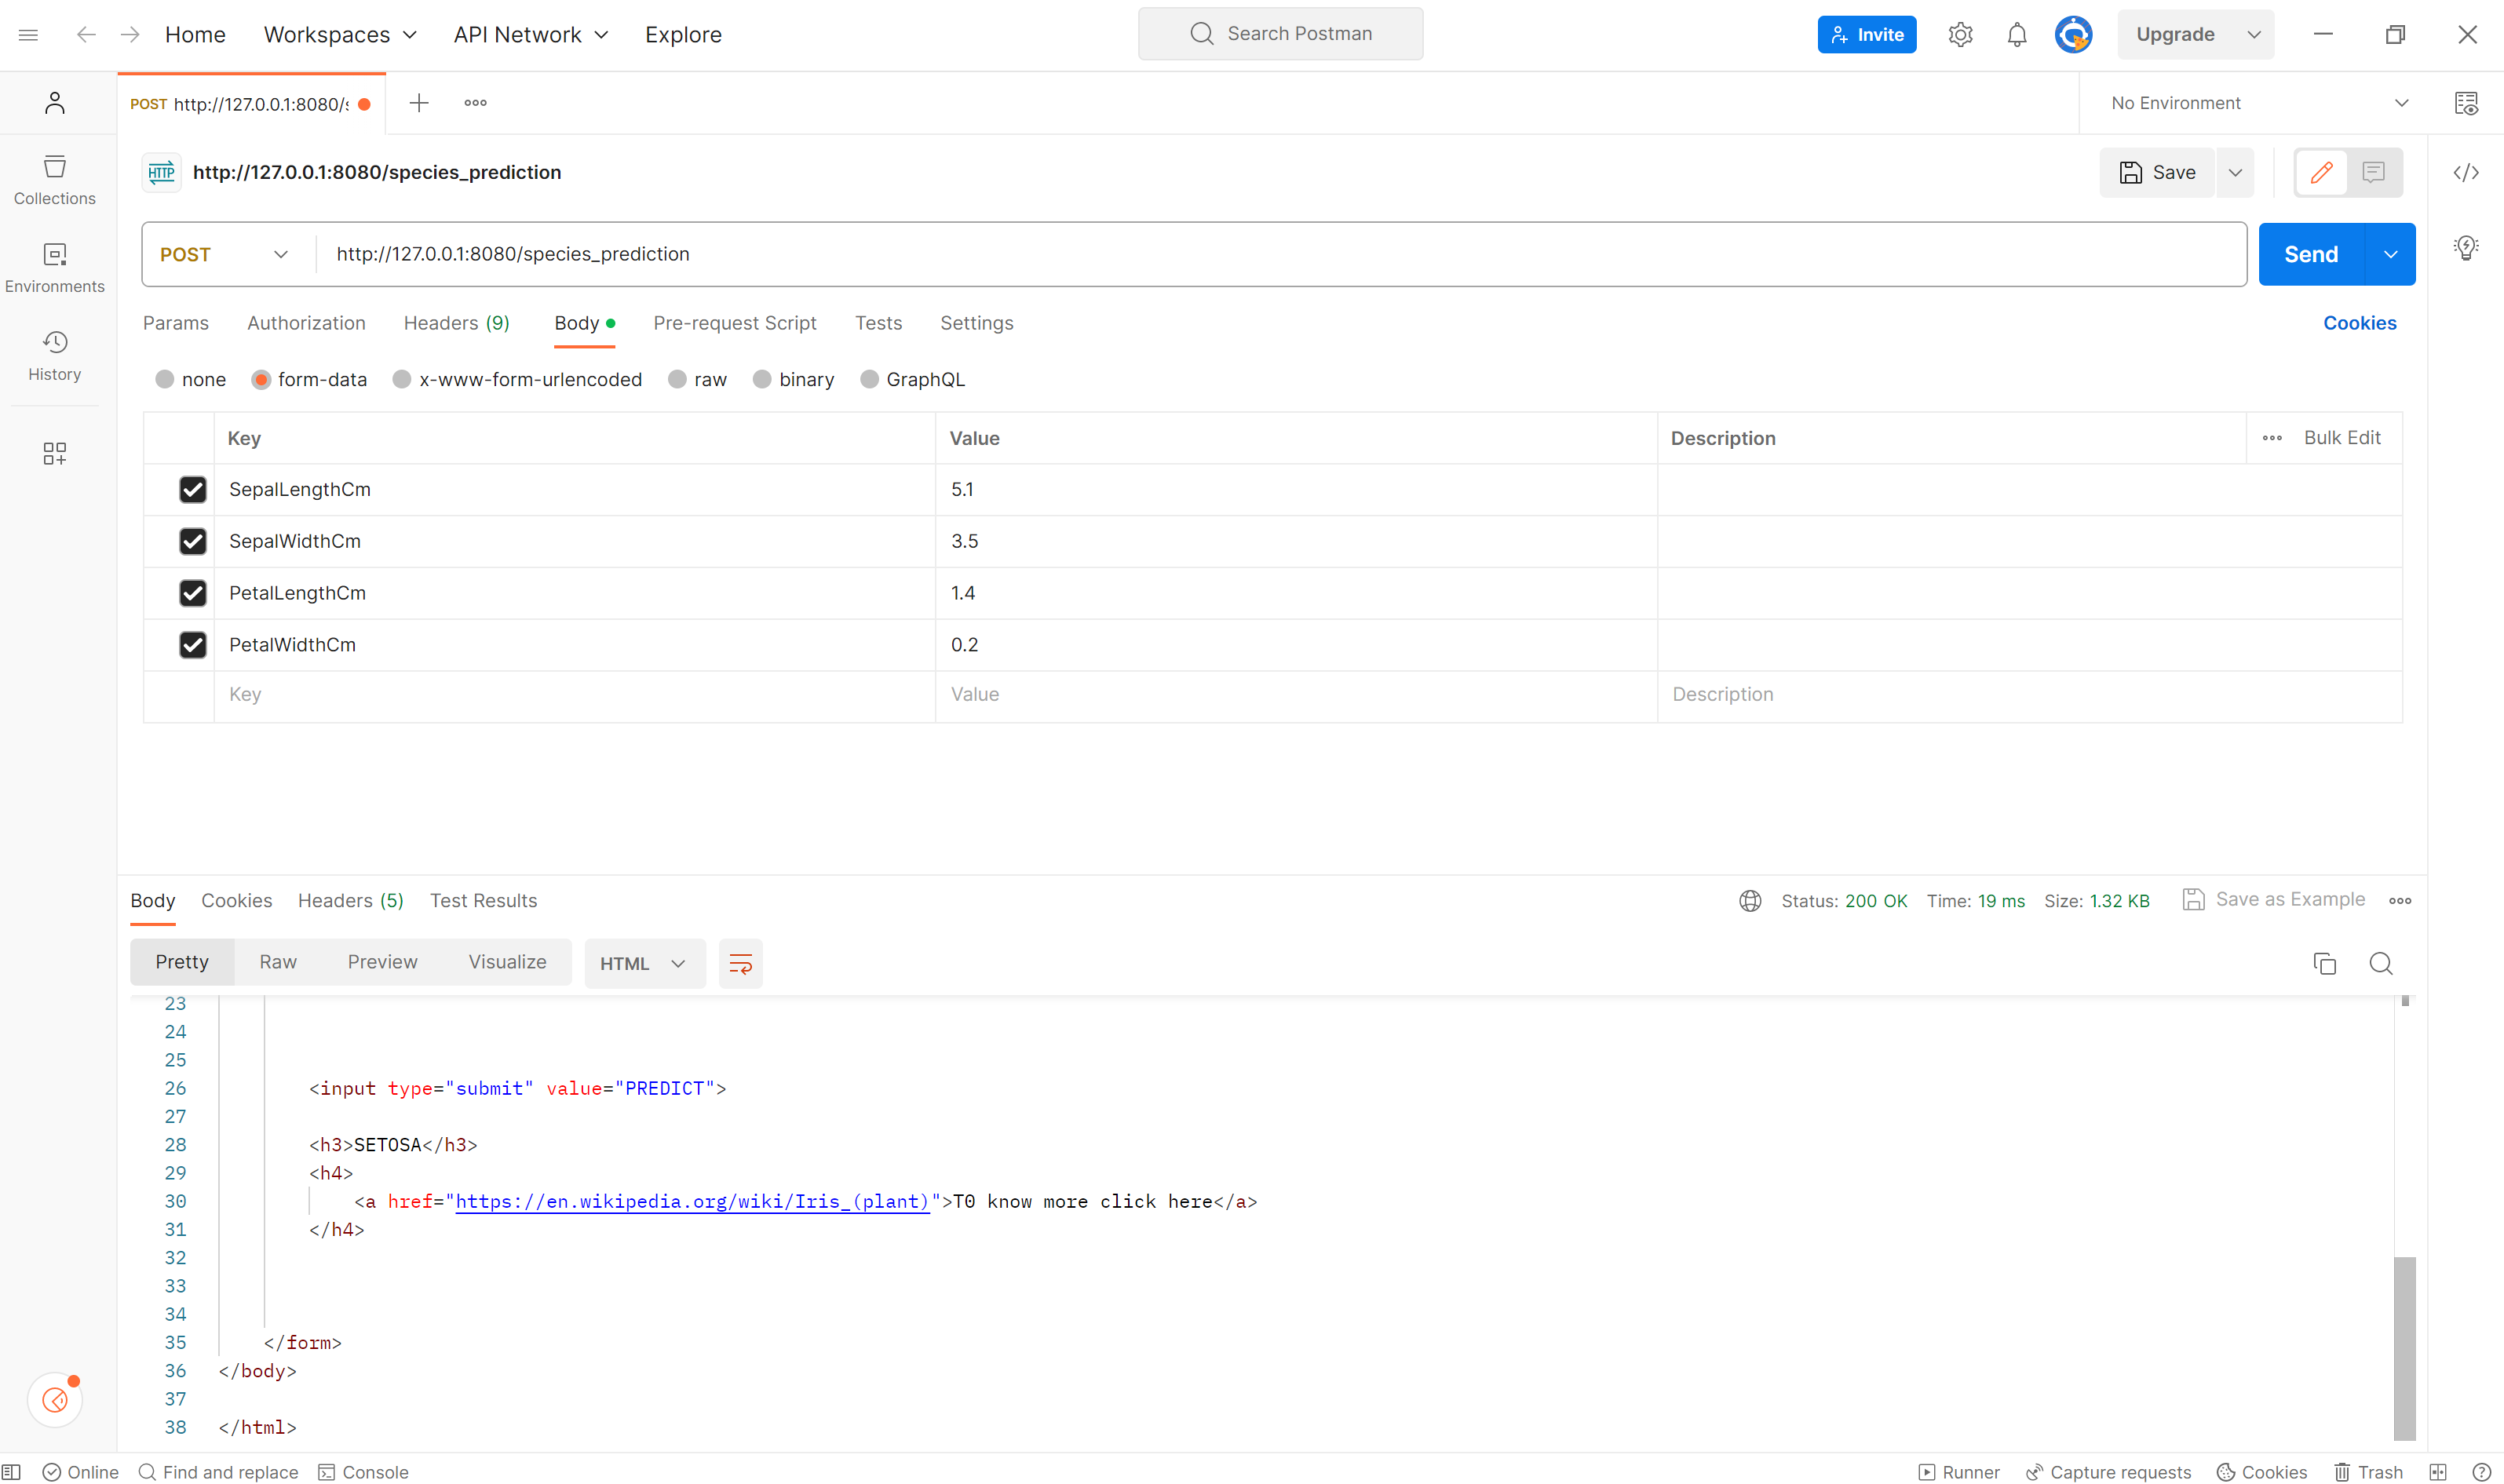 Home Workspaces API Network Explore Search Postman Invite Upgrade
POST http://127.0.0.1:8080/s No Environment
HTTP http://127.0.0.1:8080/species_prediction Save
Collections
Environments
History
POST http://127.0.0.1:8080/species_prediction Send
Params Authorization Headers (9) Body Pre-request Script Tests Settings Cookies
none form-data x-www-form-urlencoded raw binary GraphQL
Key Value Description Bulk Edit
SepalLengthCm 5.1
SepalWidthCm 3.5
PetalLengthCm 1.4
PetalWidthCm 0.2
Key Value Description
Body Cookies Headers (5) Test Results Status: 200 OK Time: 19 ms Size: 1.32 KB Save as Example
Pretty Raw Preview Visualize HTML
23
24
25
26 <input type="submit" value="PREDICT">
27
28 <h3>SETOSA</h3>
29 <h4>
30 <a href="https://en.wikipedia.org/wiki/Iris_(plant)">T0 know more click here</a>
31 </h4>
32
33
34
35 </form>
36 </body>
37
38 </html>
Online Find and replace Console Runner Capture requests Cookies Trash